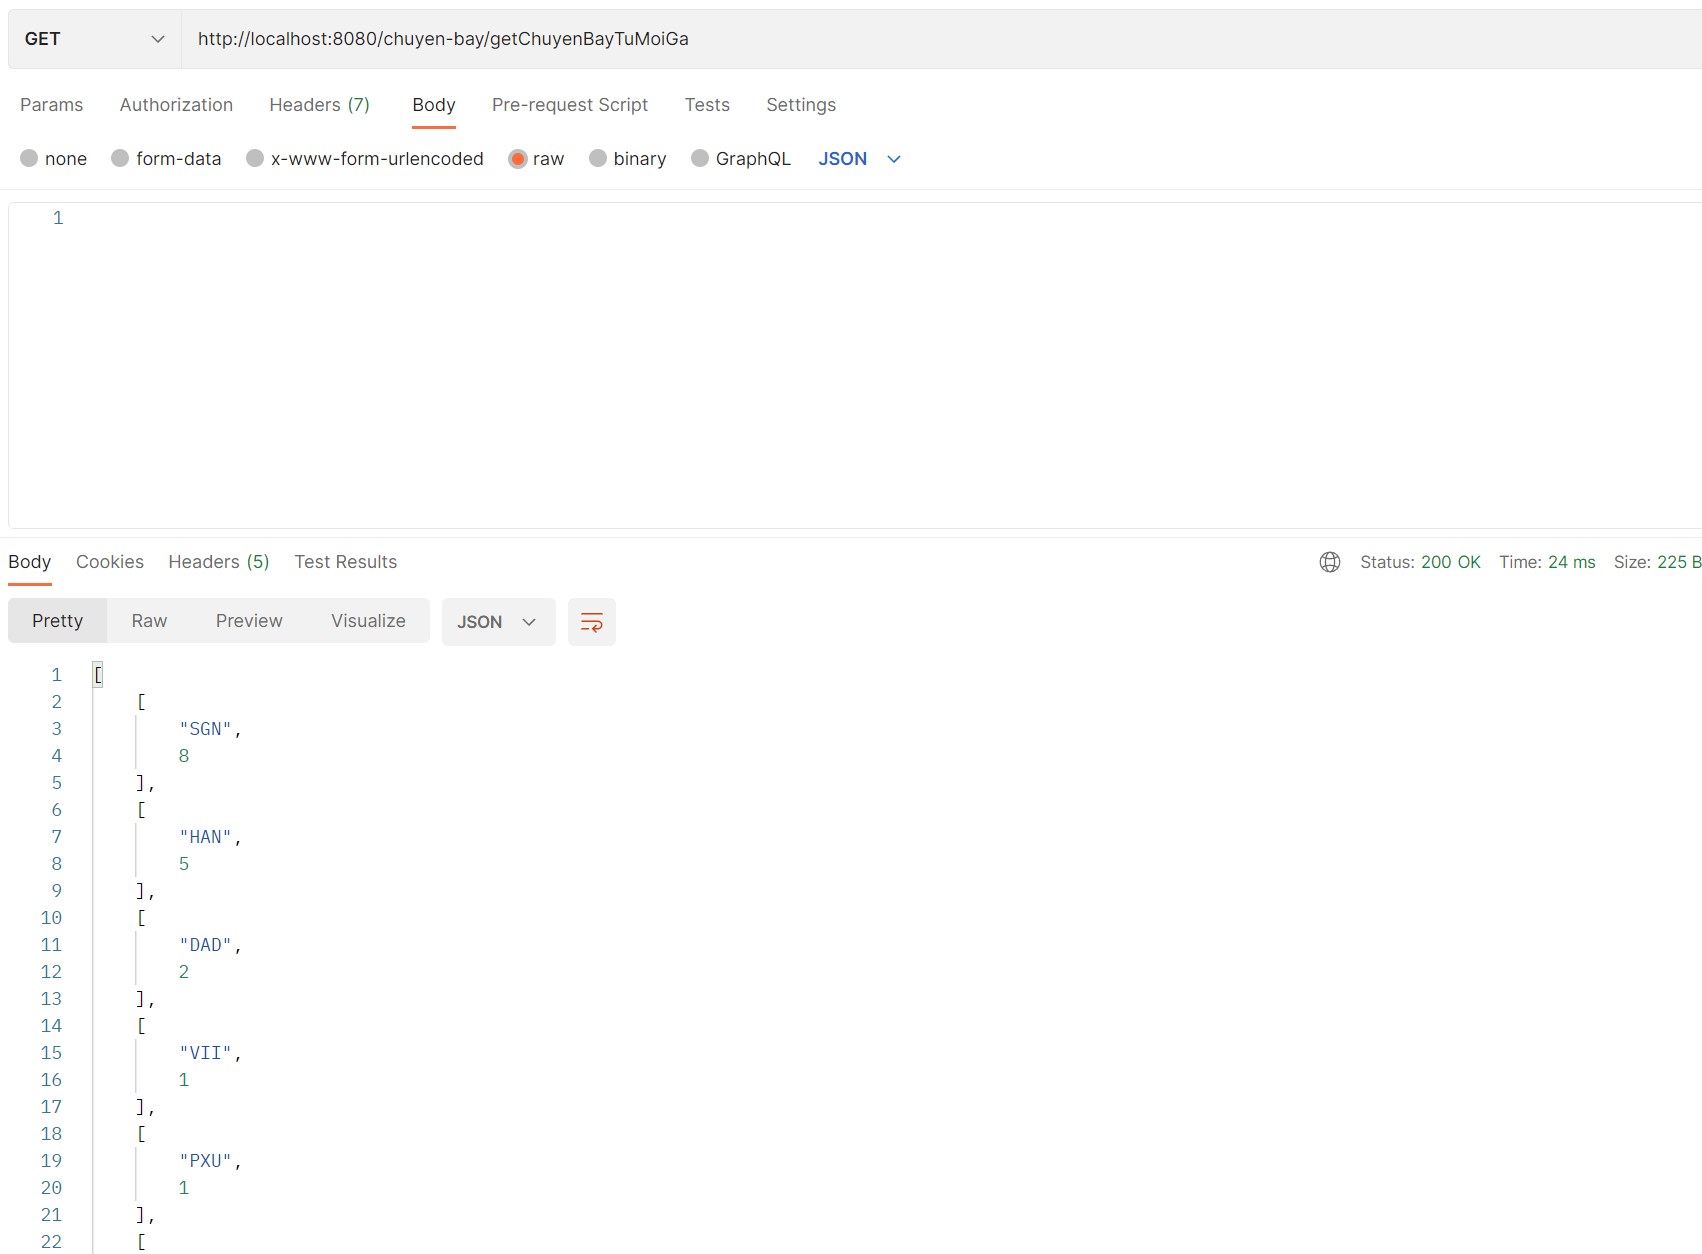 GET http://localhost:8080/chuyen-bay/getChuyenBayTuMoiGa
Params Authorization Headers (7) Body Pre-request Script Tests Settings
none form-data x-www-form-urlencoded raw binary GraphQL JSON
1
Body Cookies Headers (5) Test Results Status: 200 OK Time: 24 ms Size: 225 B
Pretty Raw Preview Visualize JSON
1 [
2 [
3 "SGN",
4 8
5 ],
6 [
7 "HAN",
8 5
9 ],
10 [
11 "DAD",
12 2
13 ],
14 [
15 "VII",
16 1
17 ],
18 [
19 "PXU",
20 1
21 ],
22 [